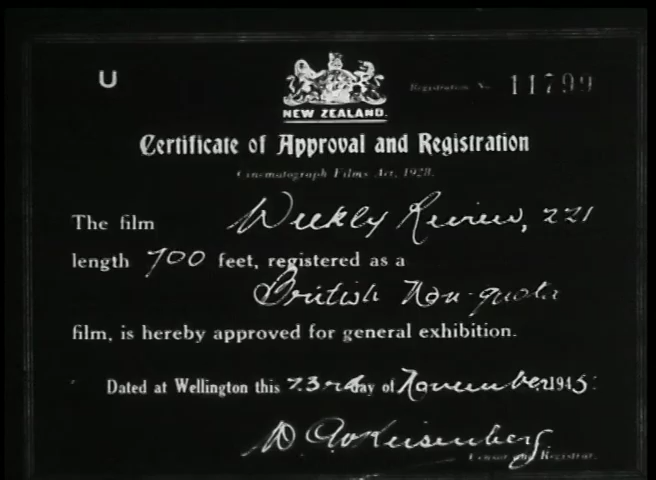 U
NEW ZEALAND.
Registration No 11799
Certificate of Approval and Registration
Cinematograph Films Act, 1928.
The film Weekly Review, 221
length 700 feet, registered as a
British Non-quota
film, is hereby approved for general exhibition.
Dated at Wellington this 23rd day of November 1945
Censor and Registrar.